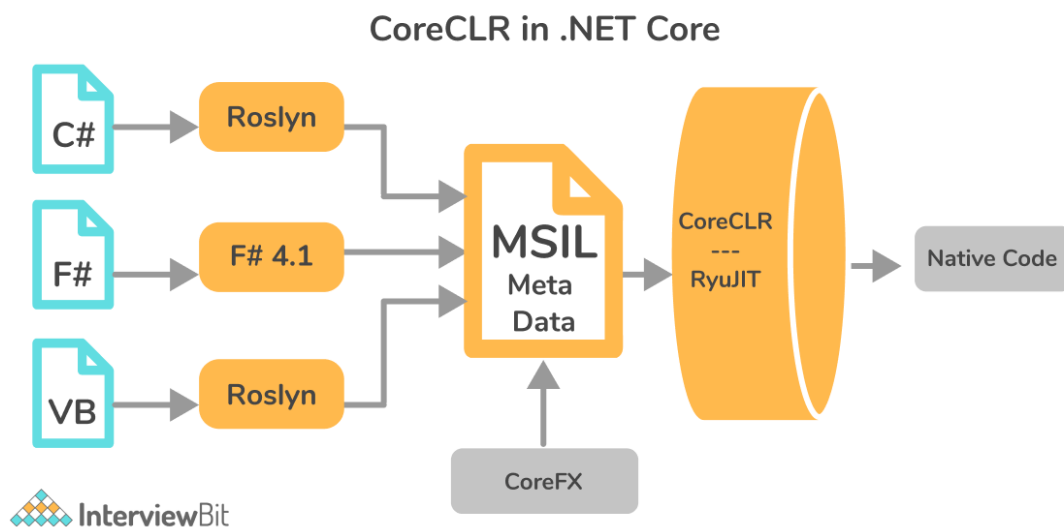 CoreCLR in .NET Core
C#
Roslyn
F#
F# 4.1
VB
Roslyn
MSIL
Meta
Data
CoreFX
CoreCLR
---
RyuJIT
Native Code
InterviewBit